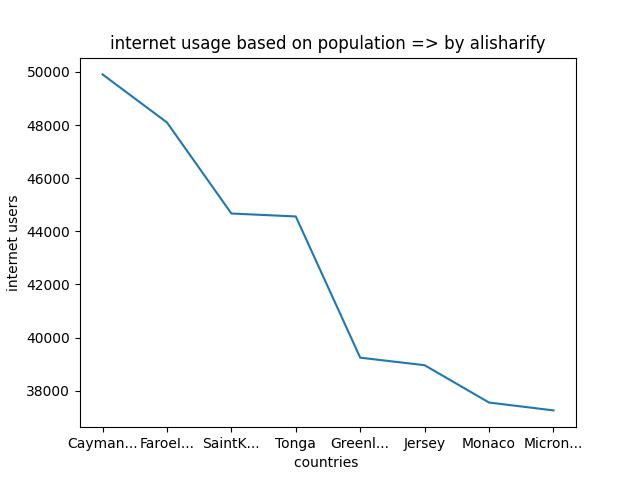 internet usage based on population => by alisharify
internet users
50000
48000
46000
44000
42000
40000
38000
Cayman... FaroeI... SaintK... Tonga Greenl... Jersey Monaco Micron...
countries